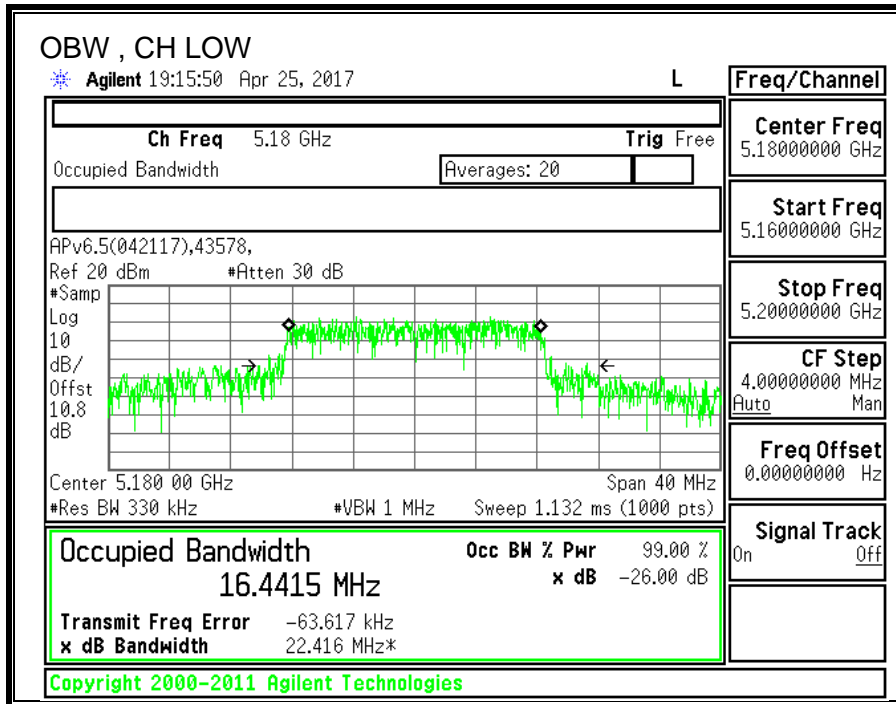 OBW , CH LOW
Agilent 19:15:50 Apr 25, 2017 L
Freq/Channel
Ch Freq 5.18 GHz Trig Free
Occupied Bandwidth Averages: 20
APv6.5(042117),43578,
Ref 20 dBm #Atten 30 dB
#Samp
Log
10
dB/
Offst
10.8
dB
Center 5.180 00 GHz Span 40 MHz
#Res BW 330 kHz #VBW 1 MHz Sweep 1.132 ms (1000 pts)
Occupied Bandwidth Occ BW % Pwr 99.00 %
16.4415 MHz x dB -26.00 dB
Transmit Freq Error -63.617 kHz
x dB Bandwidth 22.416 MHz*
Copyright 2000-2011 Agilent Technologies
Center Freq
5.18000000 GHz
Start Freq
5.16000000 GHz
Stop Freq
5.20000000 GHz
CF Step
4.00000000 MHz
Auto Man
Freq Offset
0.00000000 Hz
Signal Track
On Off